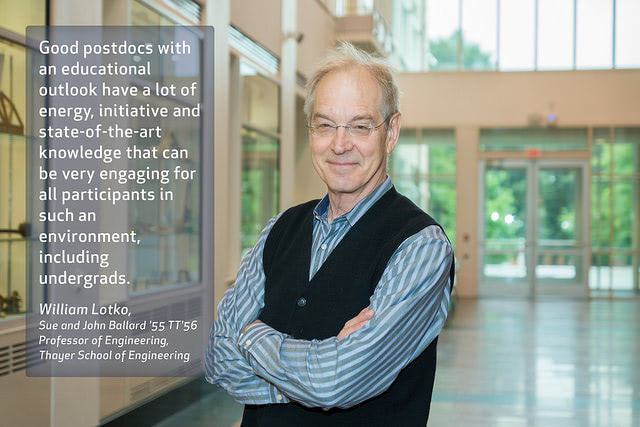 Good postdocs with
an educational
outlook have a lot of
energy, initiative and
state-of-the-art
knowledge that can
be very engaging for
all participants in
such an
environment,
including
undergrads.
William Lotko,
Sue and John Ballard '55 TT'56
Professor of Engineering,
Thayer School of Engineering